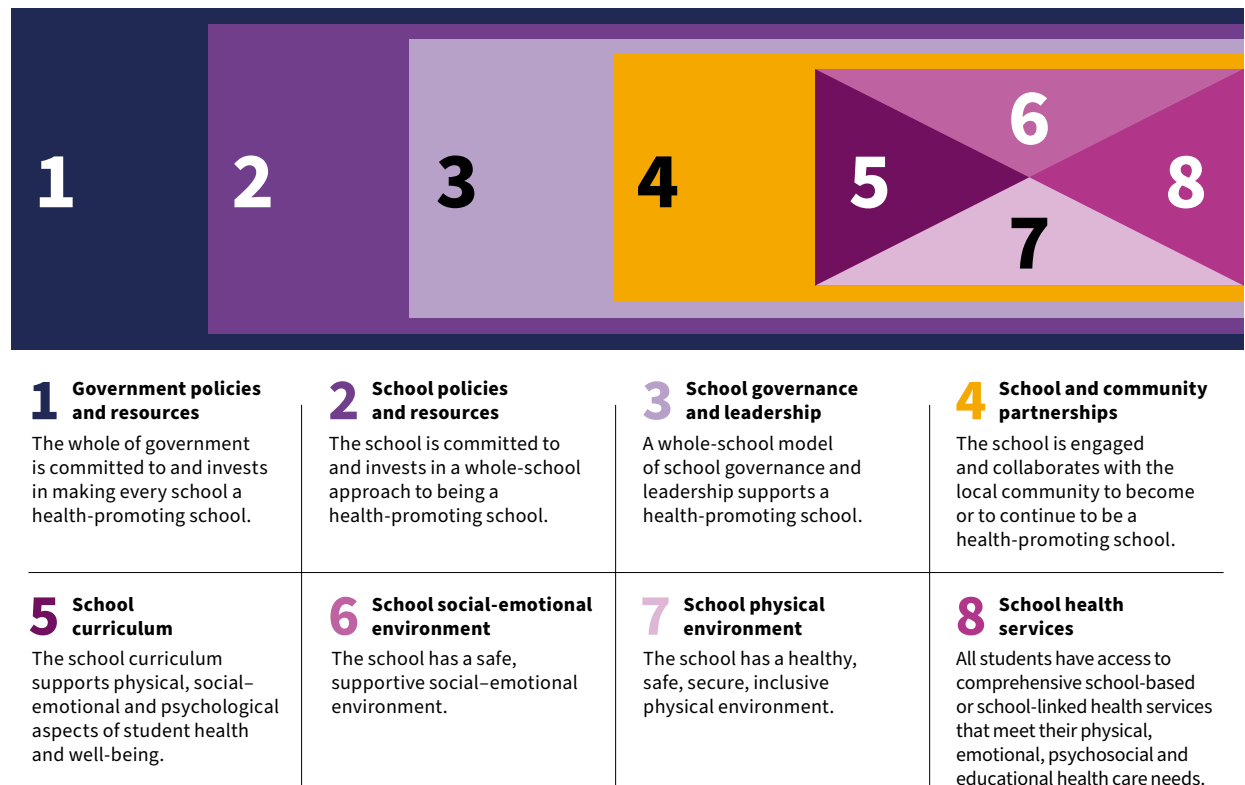 1
2
3
4
5
6
7
8
1 Government policies
and resources
The whole of government
is committed to and invests
in making every school a
health-promoting school.
2 School policies
and resources
The school is committed to
and invests in a whole-school
approach to being a
health-promoting school.
3 School governance
and leadership
A whole-school model
of school governance and
leadership supports a
health-promoting school.
4 School and community
partnerships
The school is engaged
and collaborates with the
local community to become
or to continue to be a
health-promoting school.
5 School
curriculum
The school curriculum
supports physical, social–
emotional and psychological
aspects of student health
and well-being.
6 School social-emotional
environment
The school has a safe,
supportive social–emotional
environment.
7 School physical
environment
The school has a healthy,
safe, secure, inclusive
physical environment.
8 School health
services
All students have access to
comprehensive school-based
or school-linked health services
that meet their physical,
emotional, psychosocial and
educational health care needs.